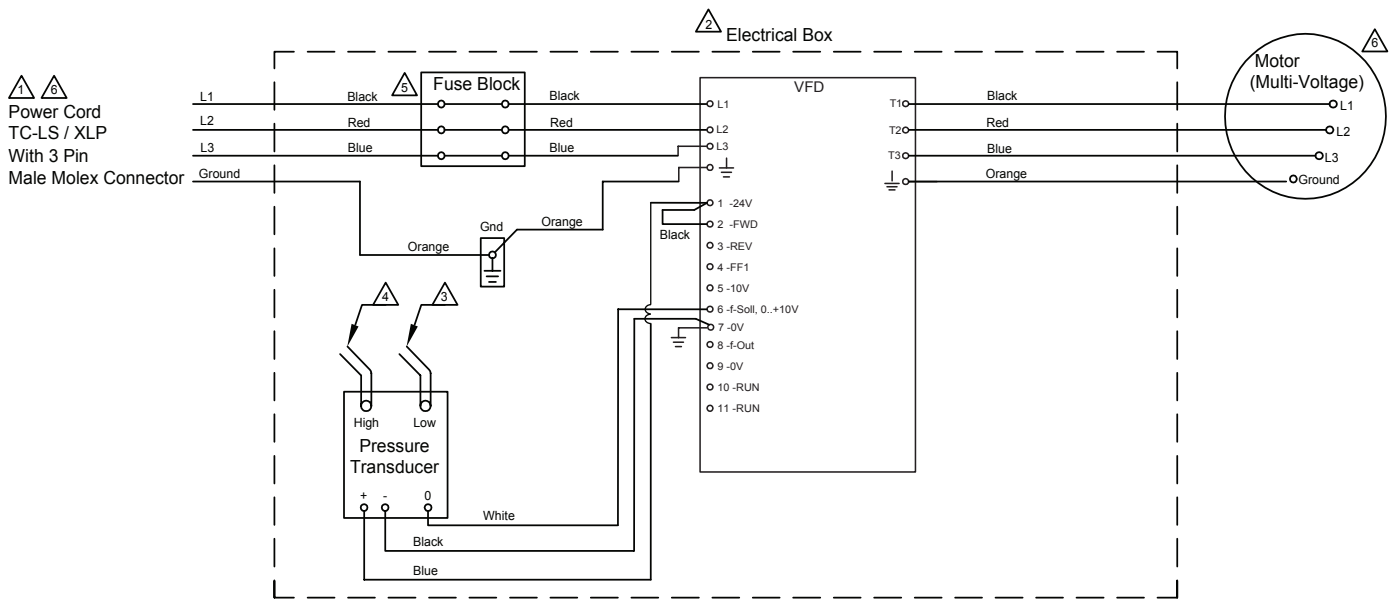 2
Electrical Box
6
Motor
(Multi-Voltage)
L1
L2
L3
Ground
1 6
Power Cord
TC-LS / XLP
With 3 Pin
Male Molex Connector
L1
L2
L3
Ground
5
Fuse Block
Black
Red
Blue
Black
Red
Blue
VFD
L1
L2
L3
T1
T2
T3
Black
Red
Blue
Orange
Gnd
Orange
Orange
Black
1 -24V
2 -FWD
3 -REV
4 -FF1
5 -10V
6 -f-Soll, 0..+10V
7 -0V
8 -f-Out
9 -0V
10 -RUN
11 -RUN
4
3
High
Low
Pressure
Transducer
+ - 0
White
Black
Blue